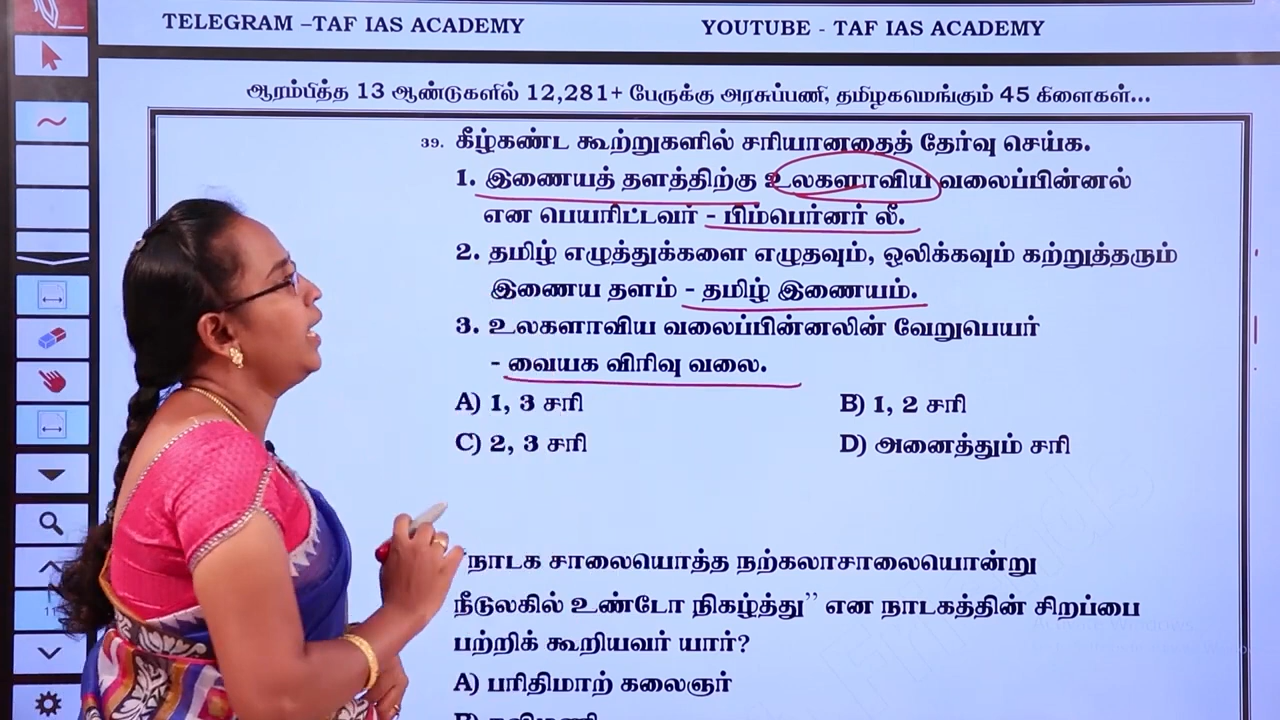 TELEGRAM –TAF IAS ACADEMY YOUTUBE - TAF IAS ACADEMY
ஆரம்பித்த 13 ஆண்டுகளில் 12,281+ பேருக்கு அரசுப்பணி, தமிழகமெங்கும் 45 கிளைகள்...
39. கீழ்கண்ட கூற்றுகளில் சரியானதைத் தேர்வு செய்க.
1. இணையத் தளத்திற்கு உலகளாவிய வலைப்பின்னல்
என பெயரிட்டவர் - பிம்பெர்னர் லீ.
2. தமிழ் எழுத்துக்களை எழுதவும், ஒலிக்கவும் கற்றுத்தரும்
இணைய தளம் - தமிழ் இணையம்.
3. உலகளாவிய வலைப்பின்னலின் வேறுபெயர்
- வையக விரிவு வலை.
A) 1, 3 சரி B) 1, 2 சரி
C) 2, 3 சரி D) அனைத்தும் சரி
நாடக சாலையொத்த நற்கலாசாலையொன்று
நீடுலகில் உண்டோ நிகழ்த்து” என நாடகத்தின் சிறப்பை
பற்றிக் கூறியவர் யார்?
A) பரிதிமாற் கலைஞர்